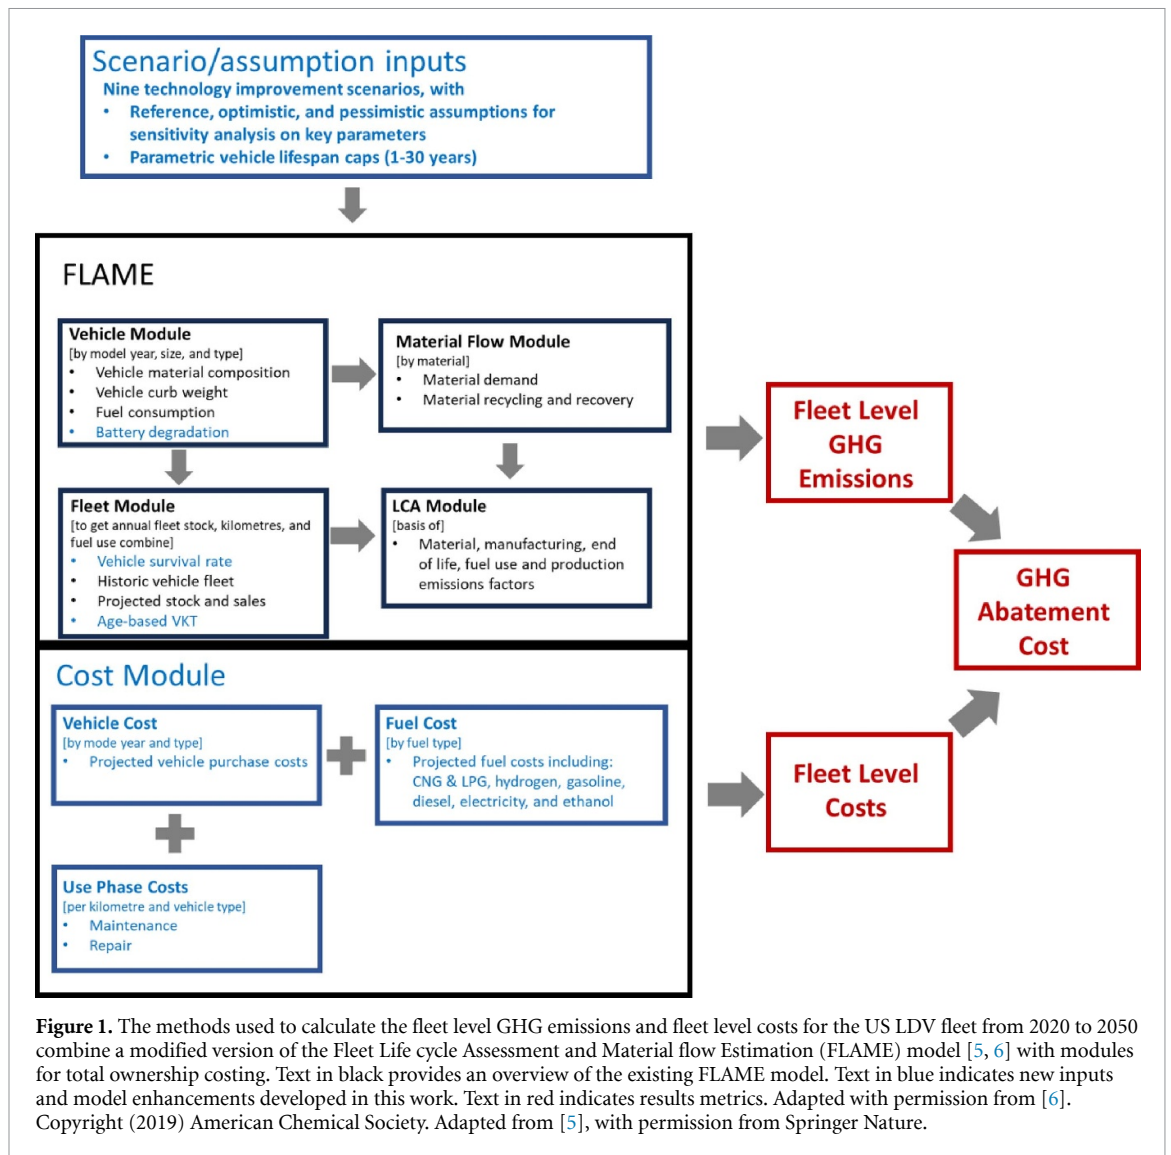 Scenario/assumption inputs
Nine technology improvement scenarios, with
• Reference, optimistic, and pessimistic assumptions for
sensitivity analysis on key parameters
• Parametric vehicle lifespan caps (1-30 years)
FLAME
Vehicle Module
[by model year, size, and type]
• Vehicle material composition
• Vehicle curb weight
• Fuel consumption
• Battery degradation
Material Flow Module
[by material]
• Material demand
• Material recycling and recovery
Fleet Module
[to get annual fleet stock, kilometres, and
fuel use combine]
• Vehicle survival rate
• Historic vehicle fleet
• Projected stock and sales
• Age-based VKT
LCA Module
[basis of]
• Material, manufacturing, end
of life, fuel use and production
emissions factors
Cost Module
Vehicle Cost
[by mode year and type]
• Projected vehicle purchase costs
Fuel Cost
[by fuel type]
• Projected fuel costs including:
CNG & LPG, hydrogen, gasoline,
diesel, electricity, and ethanol
Use Phase Costs
[per kilometre and vehicle type]
• Maintenance
• Repair
Fleet Level
GHG
Emissions
GHG
Abatement
Cost
Fleet Level
Costs
Figure 1. The methods used to calculate the fleet level GHG emissions and fleet level costs for the US LDV fleet from 2020 to 2050
combine a modified version of the Fleet Life cycle Assessment and Material flow Estimation (FLAME) model [5, 6] with modules
for total ownership costing. Text in black provides an overview of the existing FLAME model. Text in blue indicates new inputs
and model enhancements developed in this work. Text in red indicates results metrics. Adapted with permission from [6].
Copyright (2019) American Chemical Society. Adapted from [5], with permission from Springer Nature.